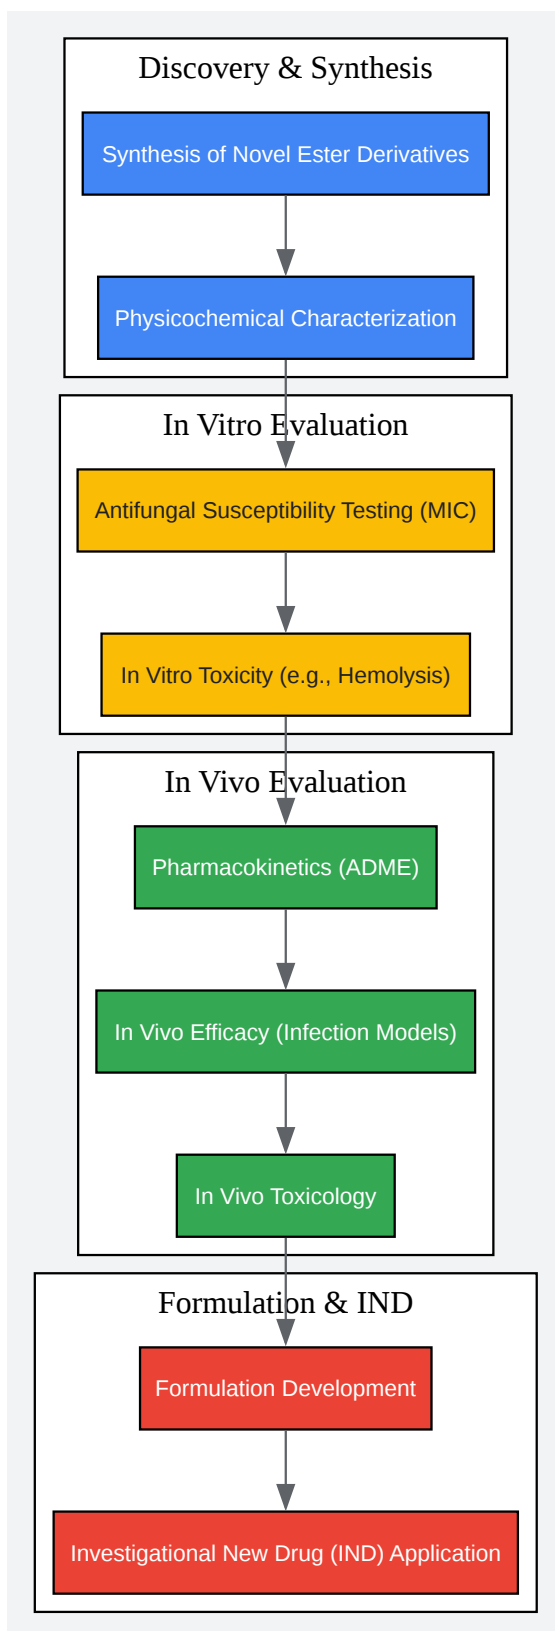 Discovery & Synthesis
Synthesis of Novel Ester Derivatives
Physicochemical Characterization
In Vitro Evaluation
Antifungal Susceptibility Testing (MIC)
In Vitro Toxicity (e.g., Hemolysis)
In Vivo Evaluation
Pharmacokinetics (ADME)
In Vivo Efficacy (Infection Models)
In Vivo Toxicology
Formulation & IND
Formulation Development
Investigational New Drug (IND) Application